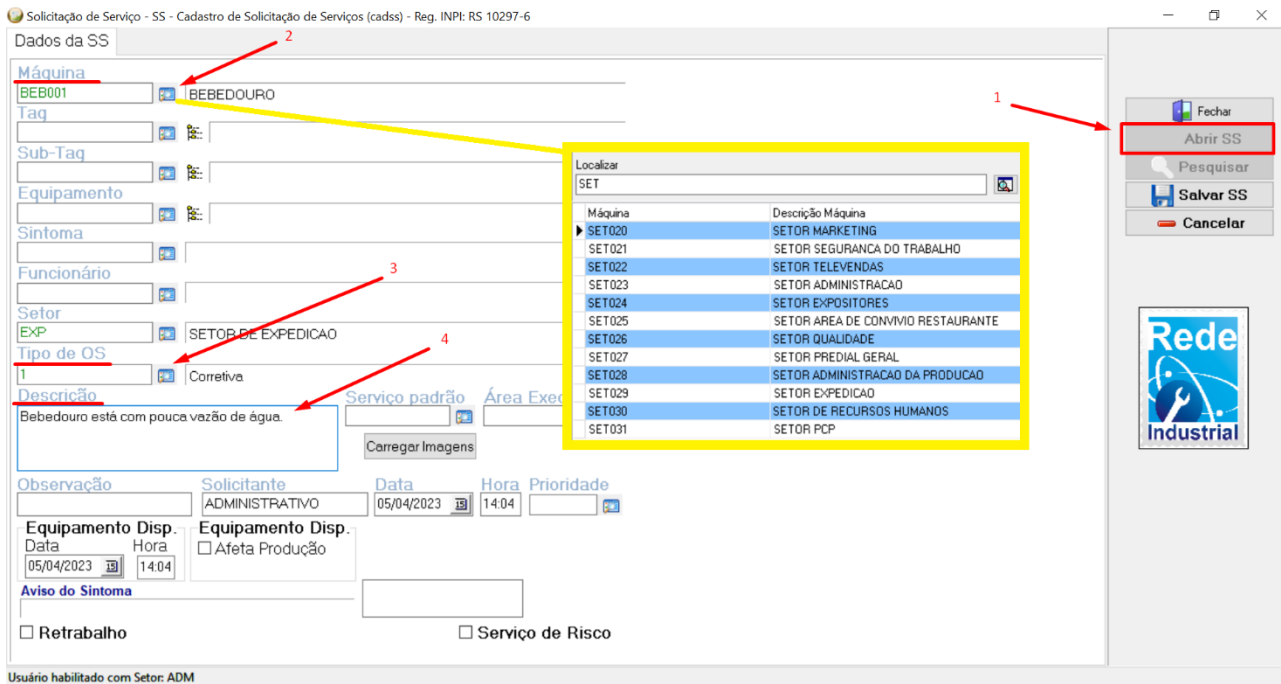 Solicitação de Serviço - SS - Cadastro de Solicitação de Serviços (cadss) - Reg. INPI: RS 10297-6
Dados da SS
2
Máquina
BEB001 BEBEDOURO
Tag
Sub-Tag
Equipamento
Sintoma
Funcionário
3
Setor
EXP SETOR DE EXPEDICAO
Tipo de OS
4
1 Corretiva
Descrição
Bebedouro está com pouca vazão de água.
Serviço padrão Área Exec
Carregar Imagens
Observação Solicitante Data Hora Prioridade
ADMINISTRATIVO 05/04/2023 15 14:04
Equipamento Disp. Equipamento Disp.
Data Hora Afeta Produção
05/04/2023 15 14:04
Aviso do Sintoma
Retrabalho Serviço de Risco
Usuário habilitado com Setor: ADM
Localizar
SET
Máquina Descrição Máquina
SET020 SETOR MARKETING
SET021 SETOR SEGURANCA DO TRABALHO
SET022 SETOR TELEVENDAS
SET023 SETOR ADMINISTRACAO
SET024 SETOR EXPOSITORES
SET025 SETOR AREA DE CONVIVIO RESTAURANTE
SET026 SETOR QUALIDADE
SET027 SETOR PREDIAL GERAL
SET028 SETOR ADMINISTRACAO DA PRODUCAO
SET029 SETOR EXPEDICAO
SET030 SETOR DE RECURSOS HUMANOS
SET031 SETOR PCP
1
Fechar
Abrir SS
Pesquisar
Salvar SS
Cancelar
Rede
Industrial